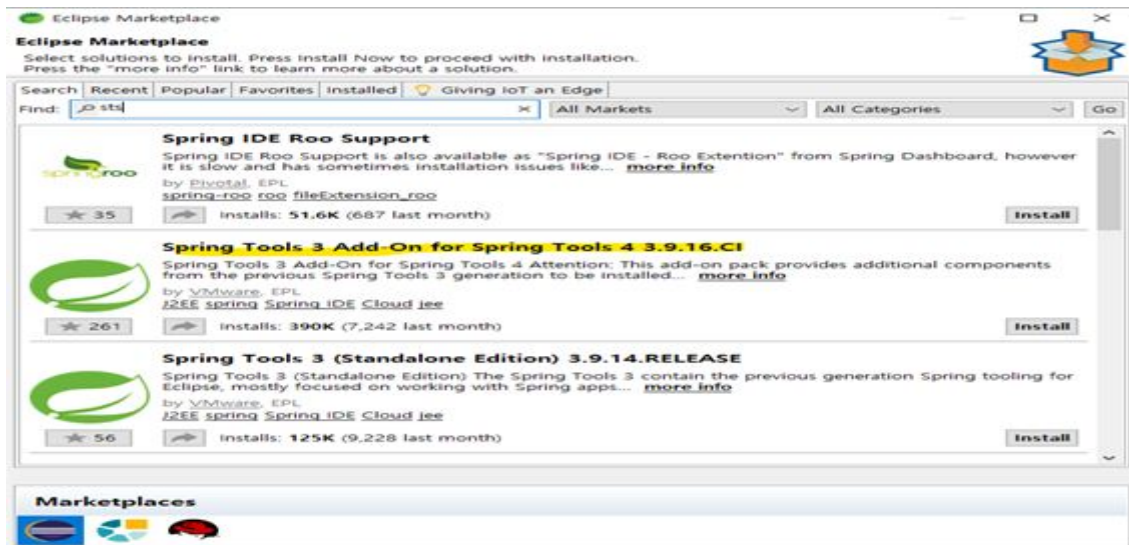 Eclipse Marketplace
Eclipse Marketplace
Select solutions to install. Press Install Now to proceed with installation.
Press the "more info" link to learn more about a solution.
Search Recent Popular Favorites Installed Giving IoT an Edge
Find: sts All Markets All Categories Go
Spring IDE Roo Support
Spring IDE Roo Support is also available as "Spring IDE - Roo Extention" from Spring Dashboard, however
it is slow and has sometimes installation issues like... more info
by Pivotal, EPL
spring-roo roo fileExtension_roo
35 Installs: 51.6K (687 last month) Install
spring roo
Spring Tools 3 Add-On for Spring Tools 4 3.9.16.CI
Spring Tools 3 Add-On for Spring Tools 4 Attention: This add-on pack provides additional components
from the previous Spring Tools 3 generation to be installed... more info
by VMware, EPL
J2EE spring Spring IDE Cloud jee
261 Installs: 390K (7,242 last month) Install
Spring Tools 3 (Standalone Edition) 3.9.14.RELEASE
Spring Tools 3 (Standalone Edition) The Spring Tools 3 contain the previous generation Spring tooling for
Eclipse, mostly focused on working with Spring apps... more info
by VMware, EPL
J2EE spring Spring IDE Cloud jee
56 Installs: 125K (9,228 last month) Install
Marketplaces